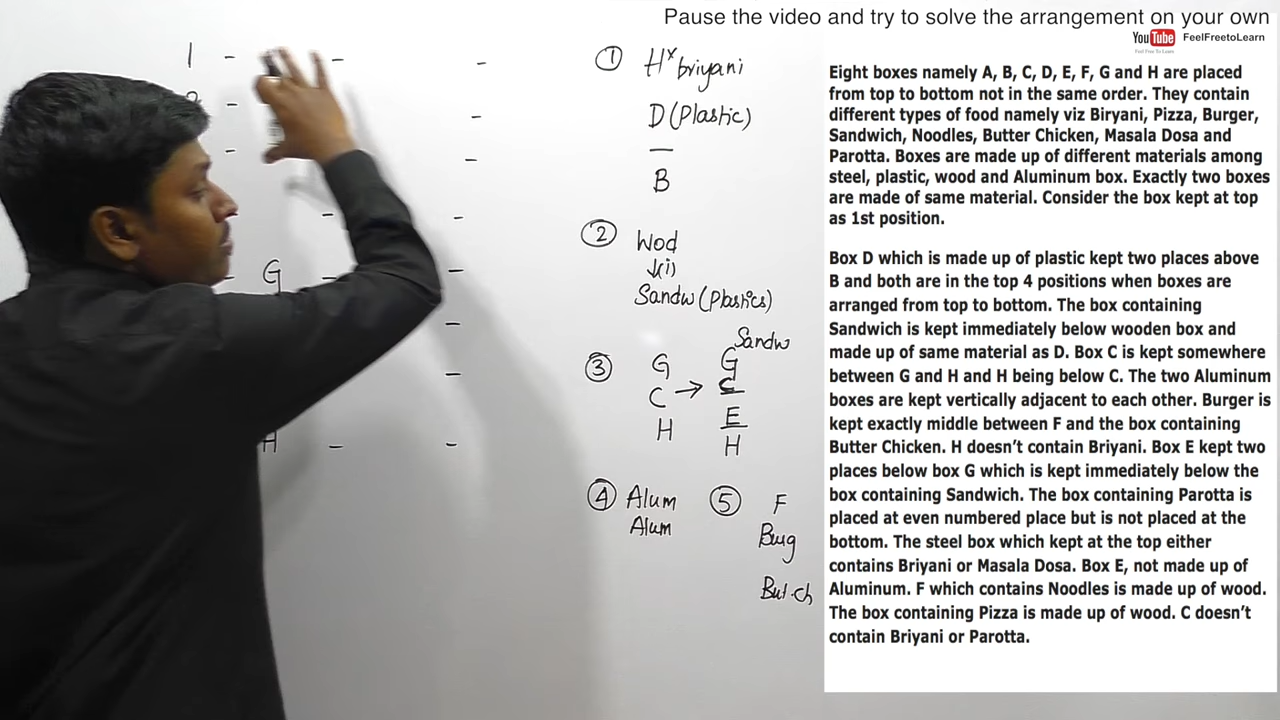 Pause the video and try to solve the arrangement on your own
YouTube FeelFreetoLearn
Feel Free To Learn
1 - -  -
- -
- -
- -
- G - -
-
-
H - -
① Hˣ briyani
D (Plastic)
—
B
② Wod
Sandw (Plastics)
③ G
C →
H
Sandw
G
C
E
H
④ Alum
Alum
⑤ F
Burg
But.ch
Eight boxes namely A, B, C, D, E, F, G and H are placed
from top to bottom not in the same order. They contain
different types of food namely viz Biryani, Pizza, Burger,
Sandwich, Noodles, Butter Chicken, Masala Dosa and
Parotta. Boxes are made up of different materials among
steel, plastic, wood and Aluminum box. Exactly two boxes
are made of same material. Consider the box kept at top
as 1st position.
Box D which is made up of plastic kept two places above
B and both are in the top 4 positions when boxes are
arranged from top to bottom. The box containing
Sandwich is kept immediately below wooden box and
made up of same material as D. Box C is kept somewhere
between G and H and H being below C. The two Aluminum
boxes are kept vertically adjacent to each other. Burger is
kept exactly middle between F and the box containing
Butter Chicken. H doesn't contain Briyani. Box E kept two
places below box G which is kept immediately below the
box containing Sandwich. The box containing Parotta is
placed at even numbered place but is not placed at the
bottom. The steel box which kept at the top either
contains Briyani or Masala Dosa. Box E, not made up of
Aluminum. F which contains Noodles is made up of wood.
The box containing Pizza is made up of wood. C doesn't
contain Briyani or Parotta.